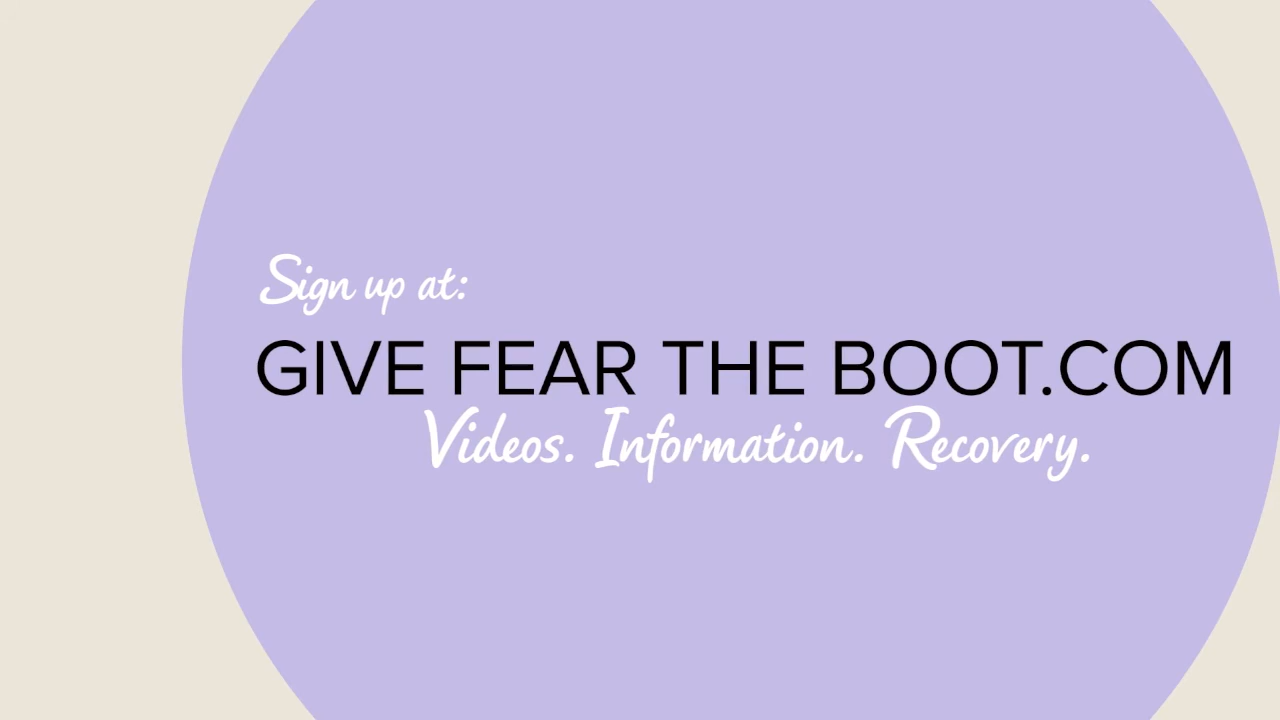 Sign up at:
GIVE FEAR THE BOOT.COM
Videos. Information. Recovery.